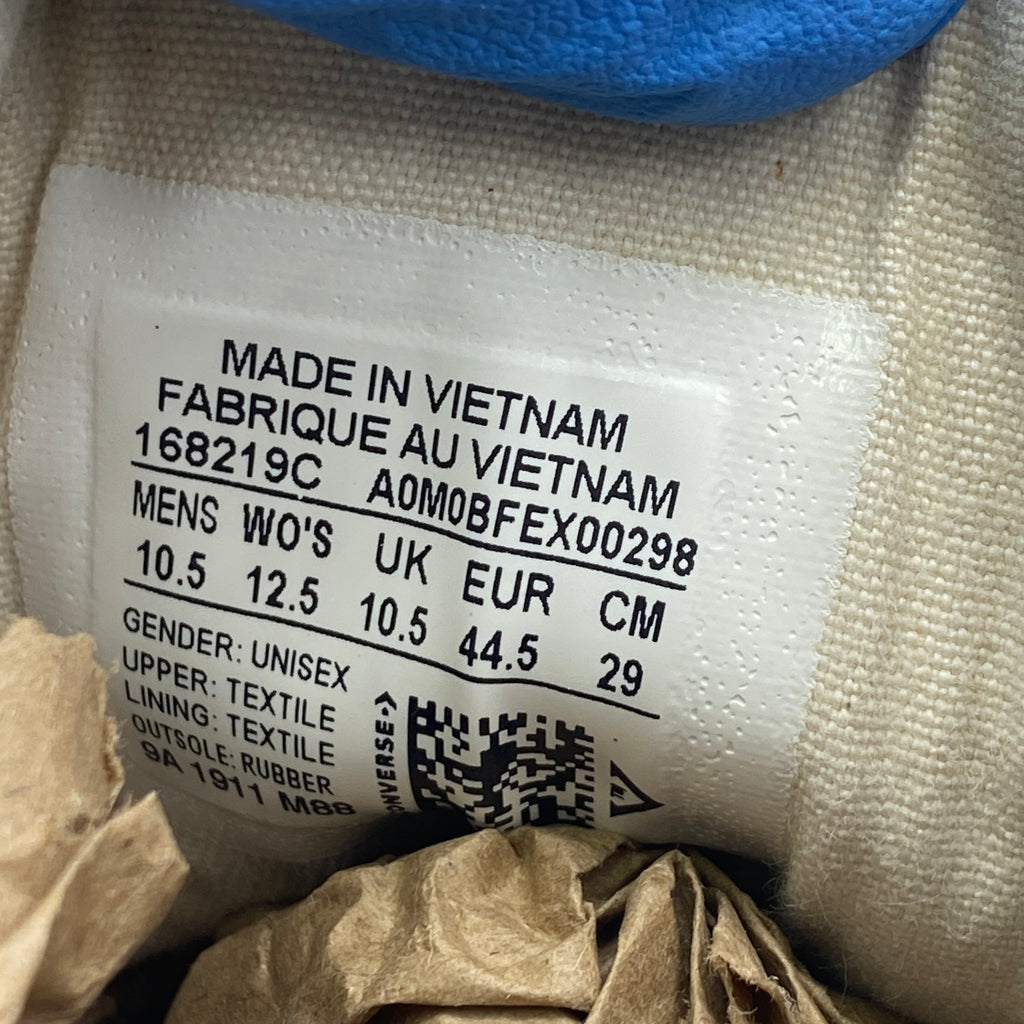 MADE IN VIETNAM
FABRIQUE AU VIETNAM
168219C A0M0BFEX00298
MENS WO'S UK EUR CM
10.5 12.5 10.5 44.5 29
GENDER: UNISEX
UPPER: TEXTILE
LINING: TEXTILE
OUTSOLE: RUBBER
9A 1911 M88
TM